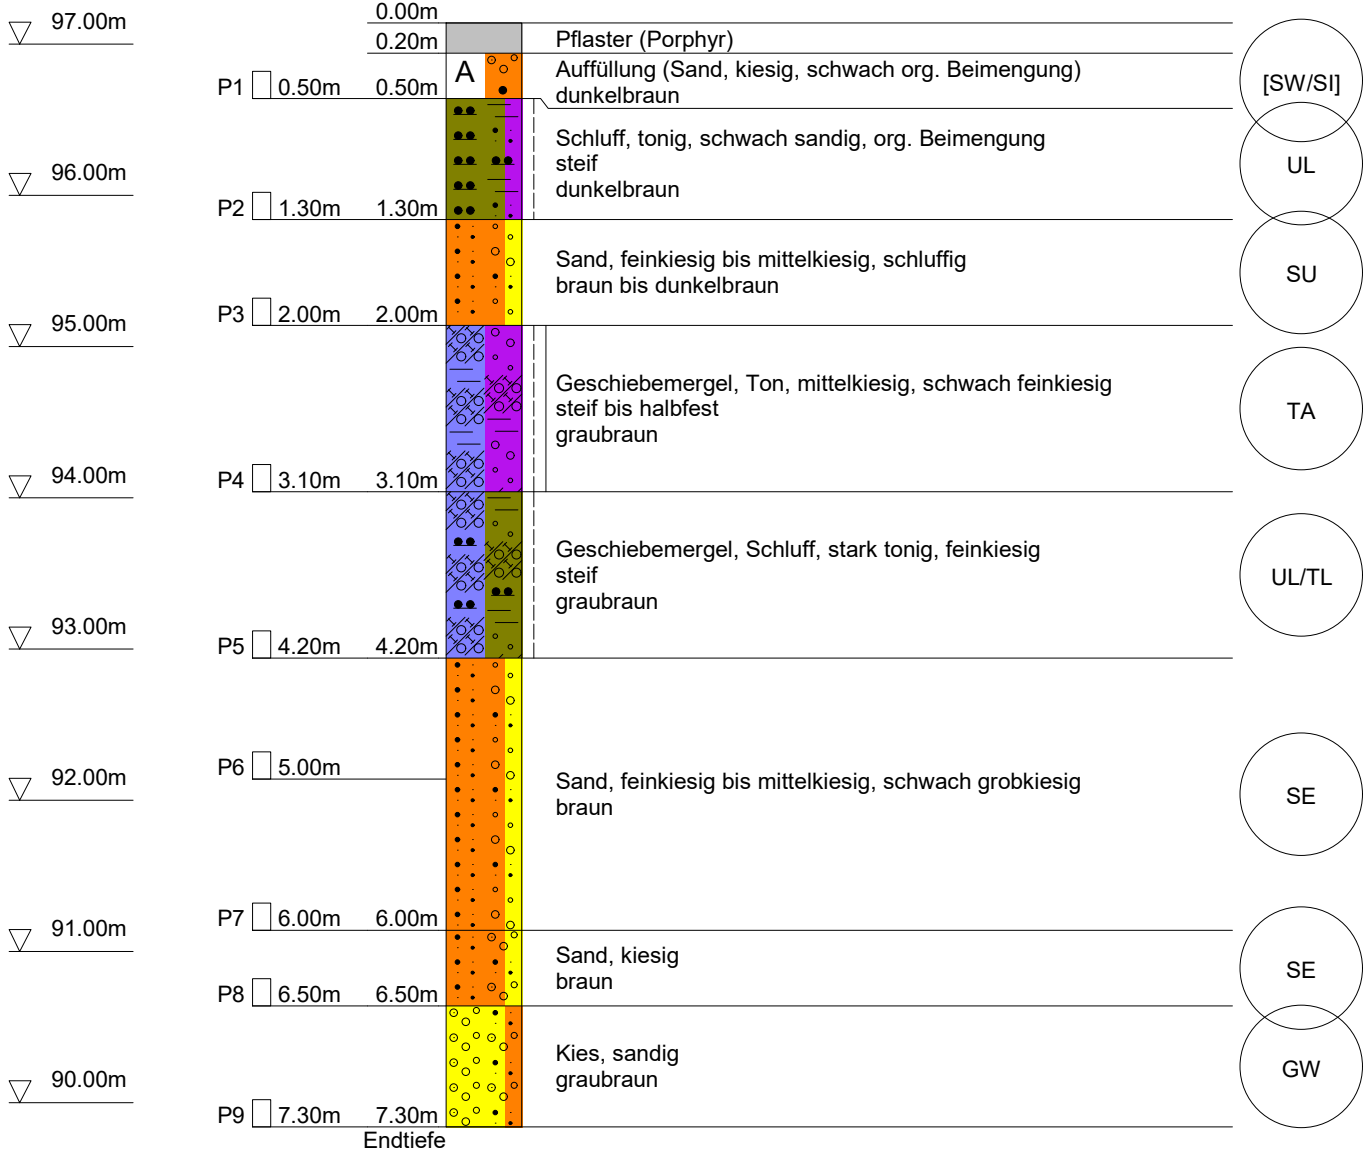 97.00m
0.00m
0.20m Pflaster (Porphyr)
P1 0.50m 0.50m A Auffüllung (Sand, kiesig, schwach org. Beimengung)
dunkelbraun
[SW/SI]
96.00m
Schluff, tonig, schwach sandig, org. Beimengung
steif
dunkelbraun
UL
P2 1.30m 1.30m
Sand, feinkiesig bis mittelkiesig, schluffig
braun bis dunkelbraun
SU
P3 2.00m 2.00m
95.00m
Geschiebemergel, Ton, mittelkiesig, schwach feinkiesig
steif bis halbfest
graubraun
TA
94.00m
P4 3.10m 3.10m
Geschiebemergel, Schluff, stark tonig, feinkiesig
steif
graubraun
UL/TL
93.00m
P5 4.20m 4.20m
P6 5.00m
92.00m
Sand, feinkiesig bis mittelkiesig, schwach grobkiesig
braun
SE
P7 6.00m 6.00m
91.00m
Sand, kiesig
braun
SE
P8 6.50m 6.50m
Kies, sandig
graubraun
GW
90.00m
P9 7.30m 7.30m
Endtiefe